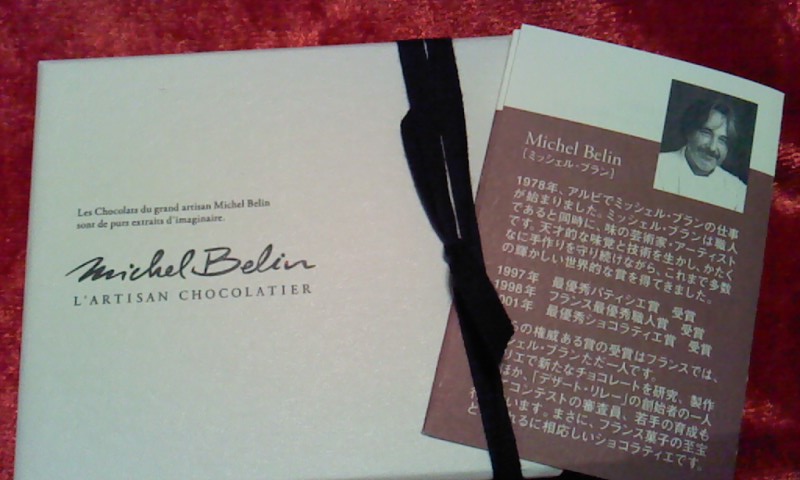 Les Chocolats du grand artisan Michel Belin
sont de purs extraits d'imaginaire.
Michel Belin
L'ARTISAN CHOCOLATIER
Michel Belin
[ミッシェル・ブラン]
1978年、アルビでミッシェル・ブランの仕事
が始まりました。ミッシェル・ブランは職人
であると同時に、味の芸術家・アーティスト
です。天才的な味覚と技術を生かし、かたく
なに手作りを守り続けながら、これまで多数
の輝かしい世界的な賞を得てきました。
1997年 最優秀パティシエ賞 受賞
1998年 フランス最優秀職人賞 受賞
001年 最優秀ショコラティエ賞 受賞
らの権威ある賞の受賞はフランスでは、
シェル・ブランただ一人です。
リエで新たなチョコレートを研究、製作
ほか、「デザート・リレー」の創始者の一人
てコンテストの審査員、若手の育成も
います。まさに、フランス菓子の至宝
れるに相応しいショコラティエです。